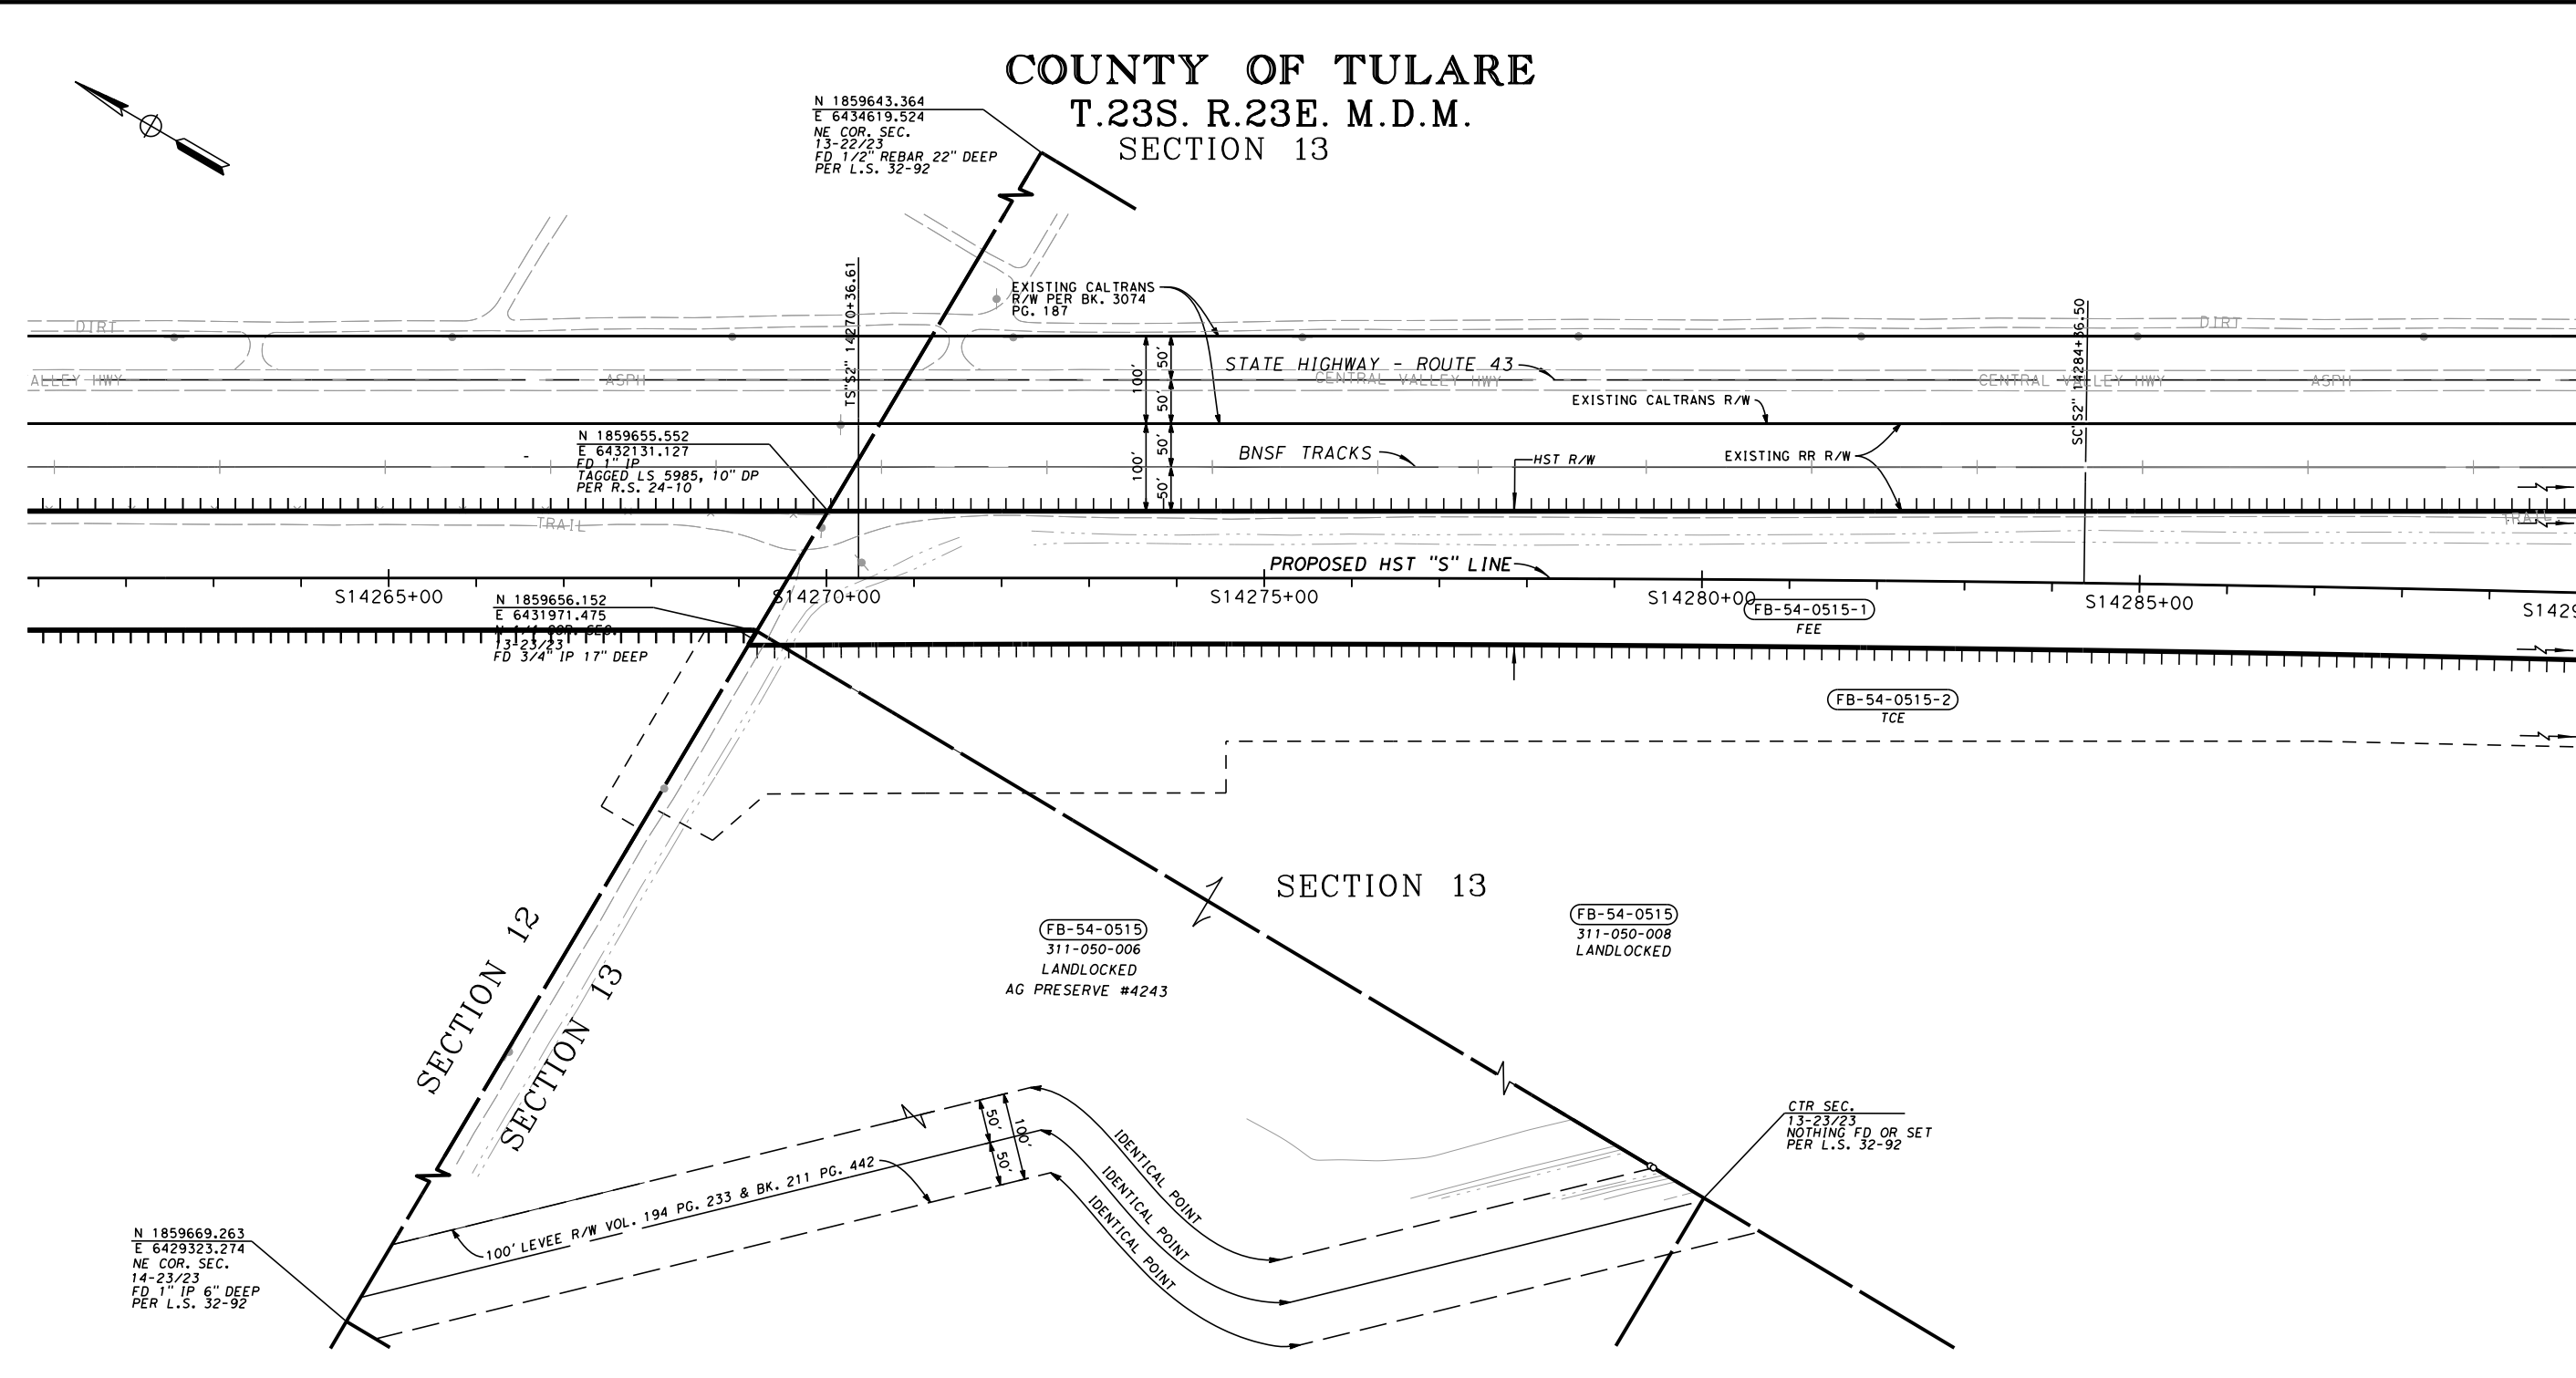 COUNTY OF TULARE
T.23S. R.23E. M.D.M.
SECTION 13
N 1859643.364
E 6434619.524
NE COR. SEC.
13-22/23
FD 1/2" REBAR 22" DEEP
PER L.S. 32-92
TS"S2" 14270+36.61
EXISTING CALTRANS
R/W PER BK. 3074
PG. 187
SC"S2" 14284+36.50
DIRT
DIRT
100'
50'
50'
STATE HIGHWAY - ROUTE 43
ALLEY HWY
ASPH
CENTRAL VALLEY HWY
CENTRAL VALLEY HWY
ASPH
EXISTING CALTRANS R/W
N 1859655.552
E 6432131.127
FD 1" IP
TAGGED LS 5985, 10" DP
PER R.S. 24-10
100'
50'
50'
BNSF TRACKS
HST R/W
EXISTING RR R/W
TRAIL
TRAIL
PROPOSED HST "S" LINE
S14265+00
S14270+00
S14275+00
S14280+00
S14285+00
S1429
N 1859656.152
E 6431971.475
N 1/4 COR. SEC.
13-23/23
FD 3/4" IP 17" DEEP
FB-54-0515-1
FEE
FB-54-0515-2
TCE
SECTION 13
SECTION 12
SECTION 13
FB-54-0515
311-050-006
LANDLOCKED
AG PRESERVE #4243
FB-54-0515
311-050-008
LANDLOCKED
50'
100'
50'
IDENTICAL POINT
IDENTICAL POINT
IDENTICAL POINT
100' LEVEE R/W VOL. 194 PG. 233 & BK. 211 PG. 442
CTR SEC.
13-23/23
NOTHING FD OR SET
PER L.S. 32-92
N 1859669.263
E 6429323.274
NE COR. SEC.
14-23/23
FD 1" IP 6" DEEP
PER L.S. 32-92